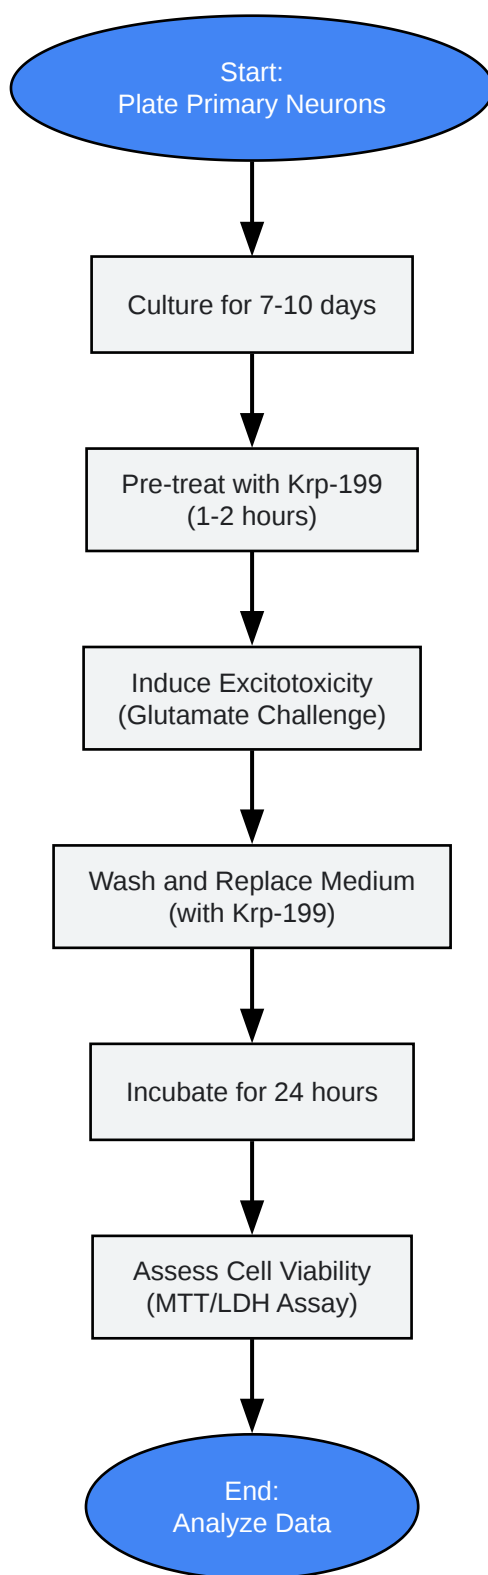 Start:
Plate Primary Neurons
Culture for 7-10 days
Pre-treat with Krp-199
(1-2 hours)
Induce Excitotoxicity
(Glutamate Challenge)
Wash and Replace Medium
(with Krp-199)
Incubate for 24 hours
Assess Cell Viability
(MTT/LDH Assay)
End:
Analyze Data